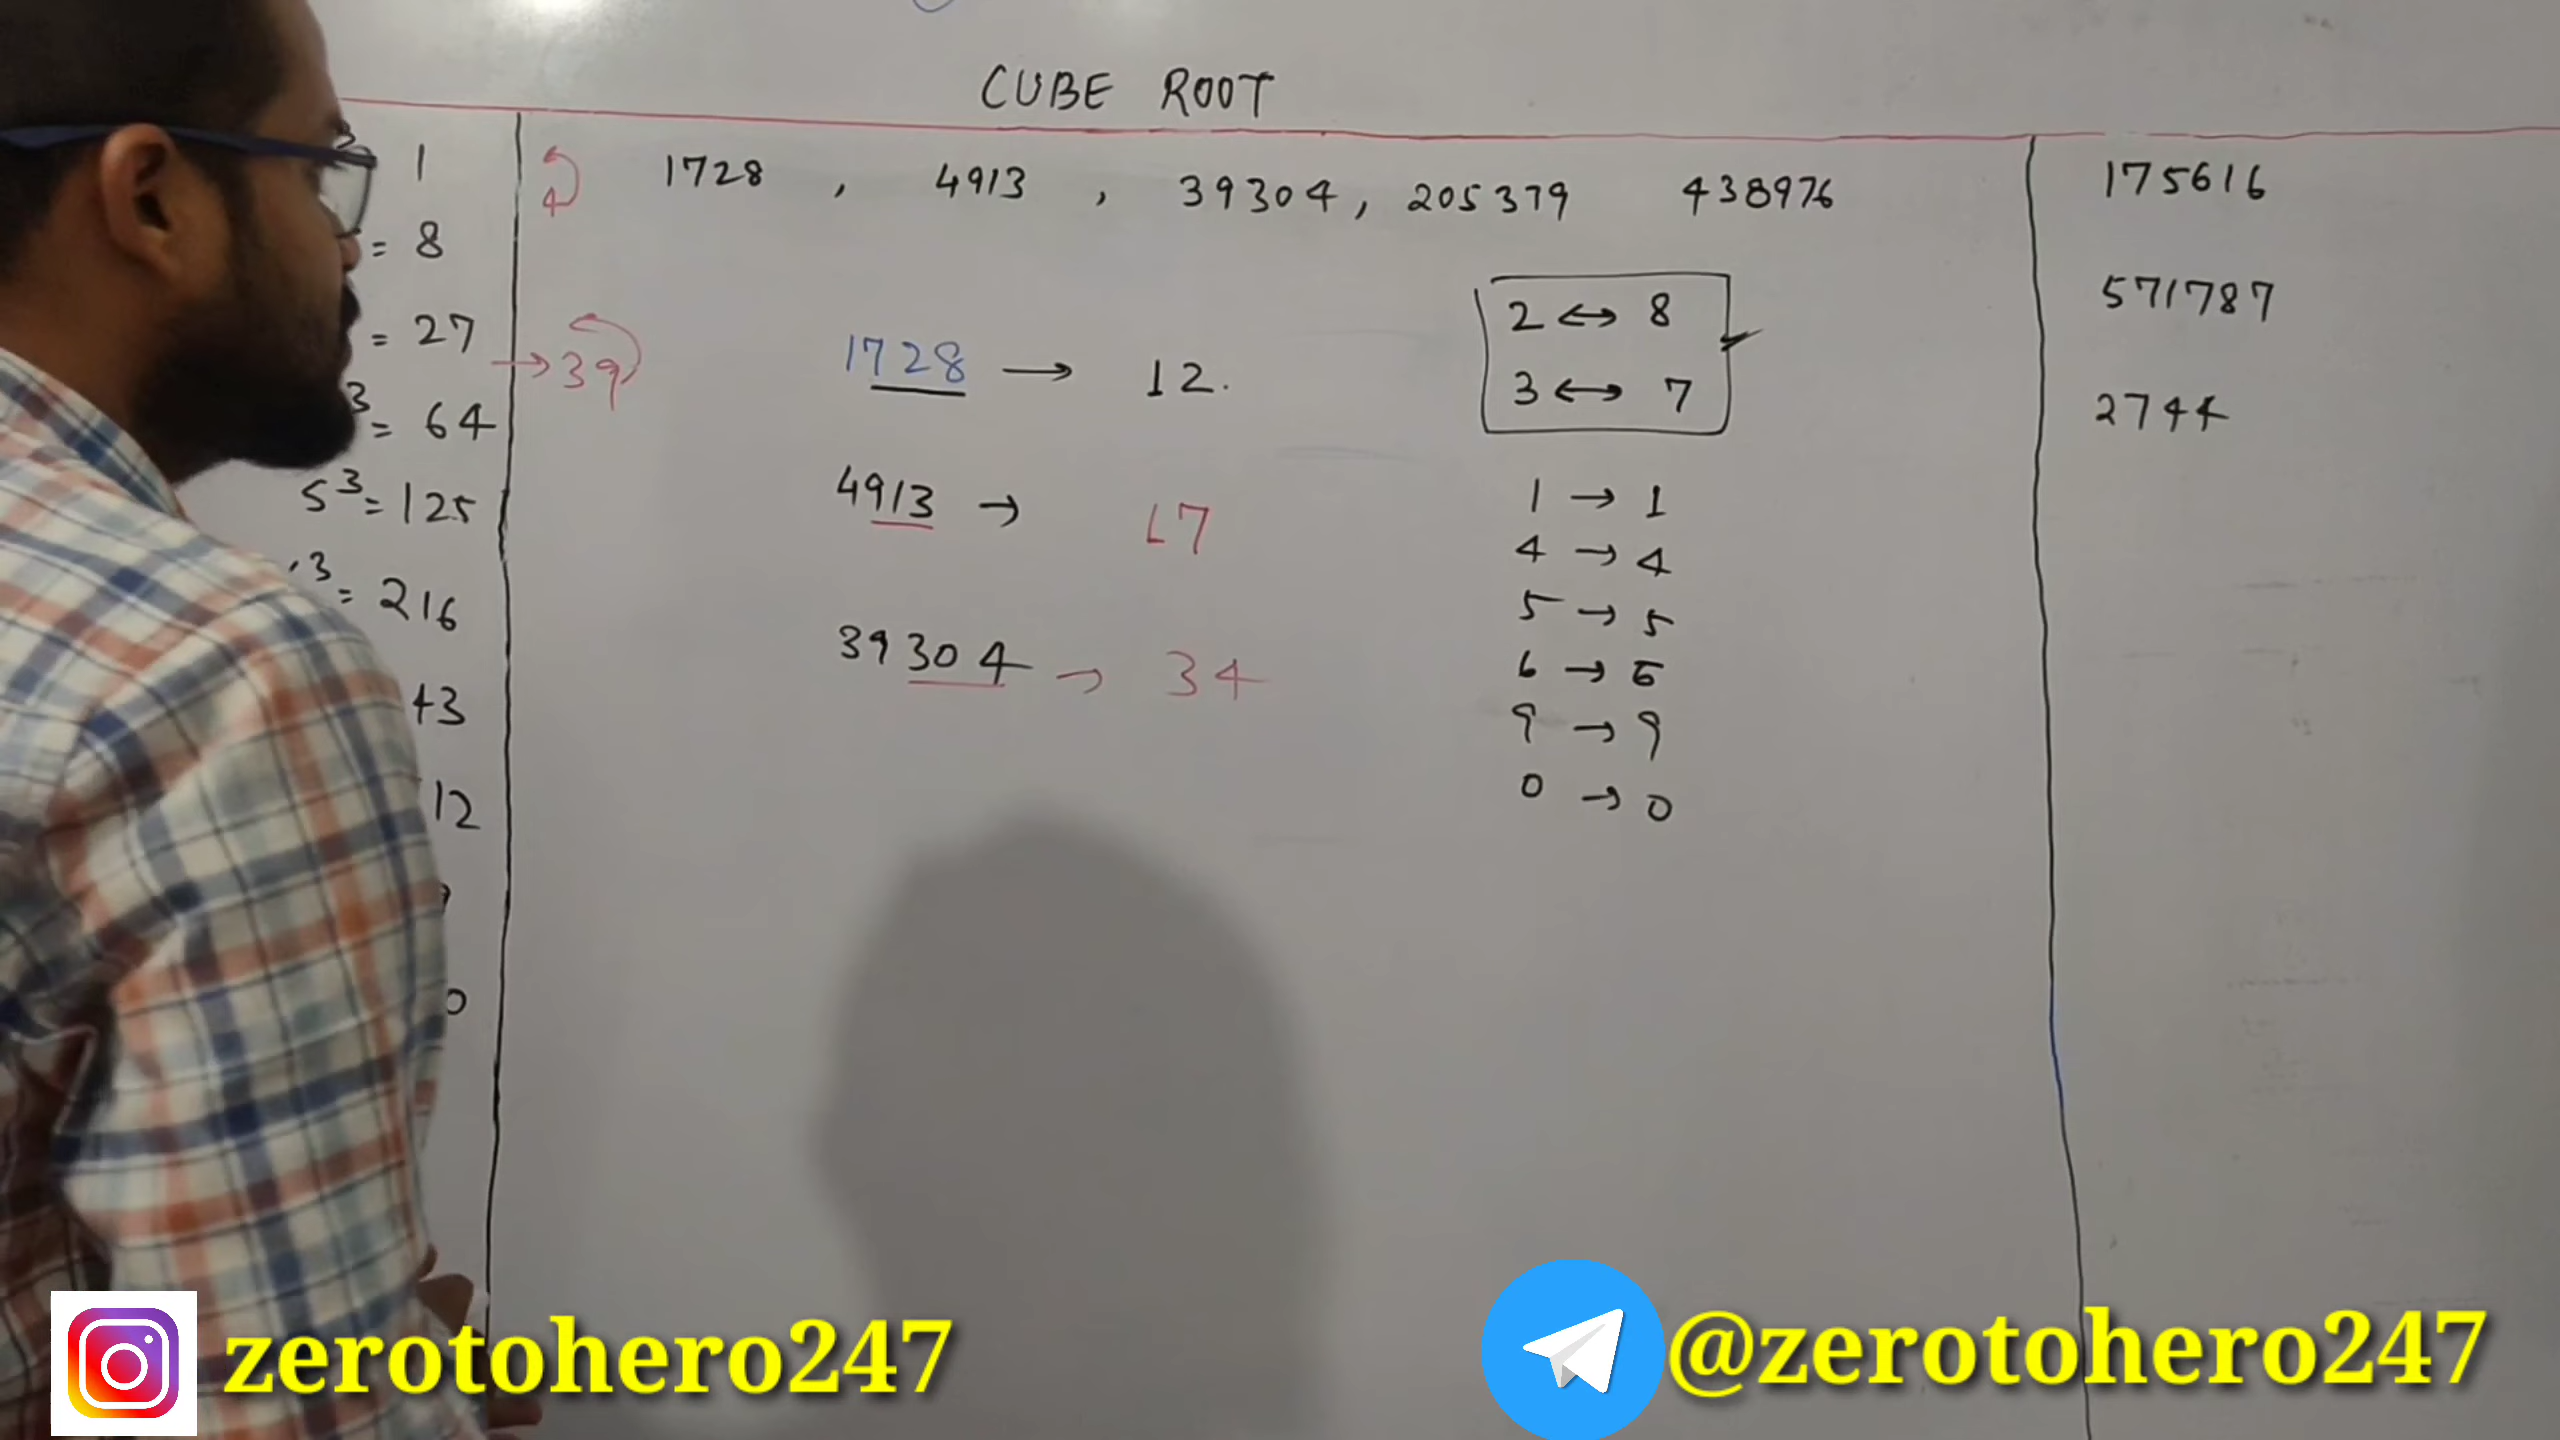 CUBE ROOT
1
= 8
= 27
3 = 64
5³ = 125
³ = 216
43
12
0
→ 39
1728 , 4913 , 39304, 205379 438976
1728 → 12.
4913 → 17
39304 → 34
2 ↔ 8
3 ↔ 7
1 → 1
4 → 4
5 → 5
6 → 6
9 → 9
0 → 0
175616
571787
2744
zerotohero247
@zerotohero247